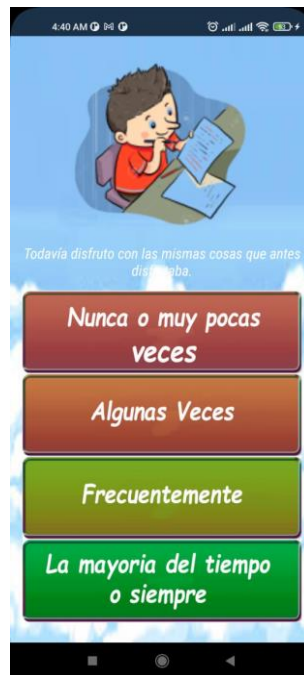 4:40 AM
Todavía disfruto con las mismas cosas que antes
disfrutaba.
Nunca o muy pocas
veces
Algunas Veces
Frecuentemente
La mayoria del tiempo
o siempre